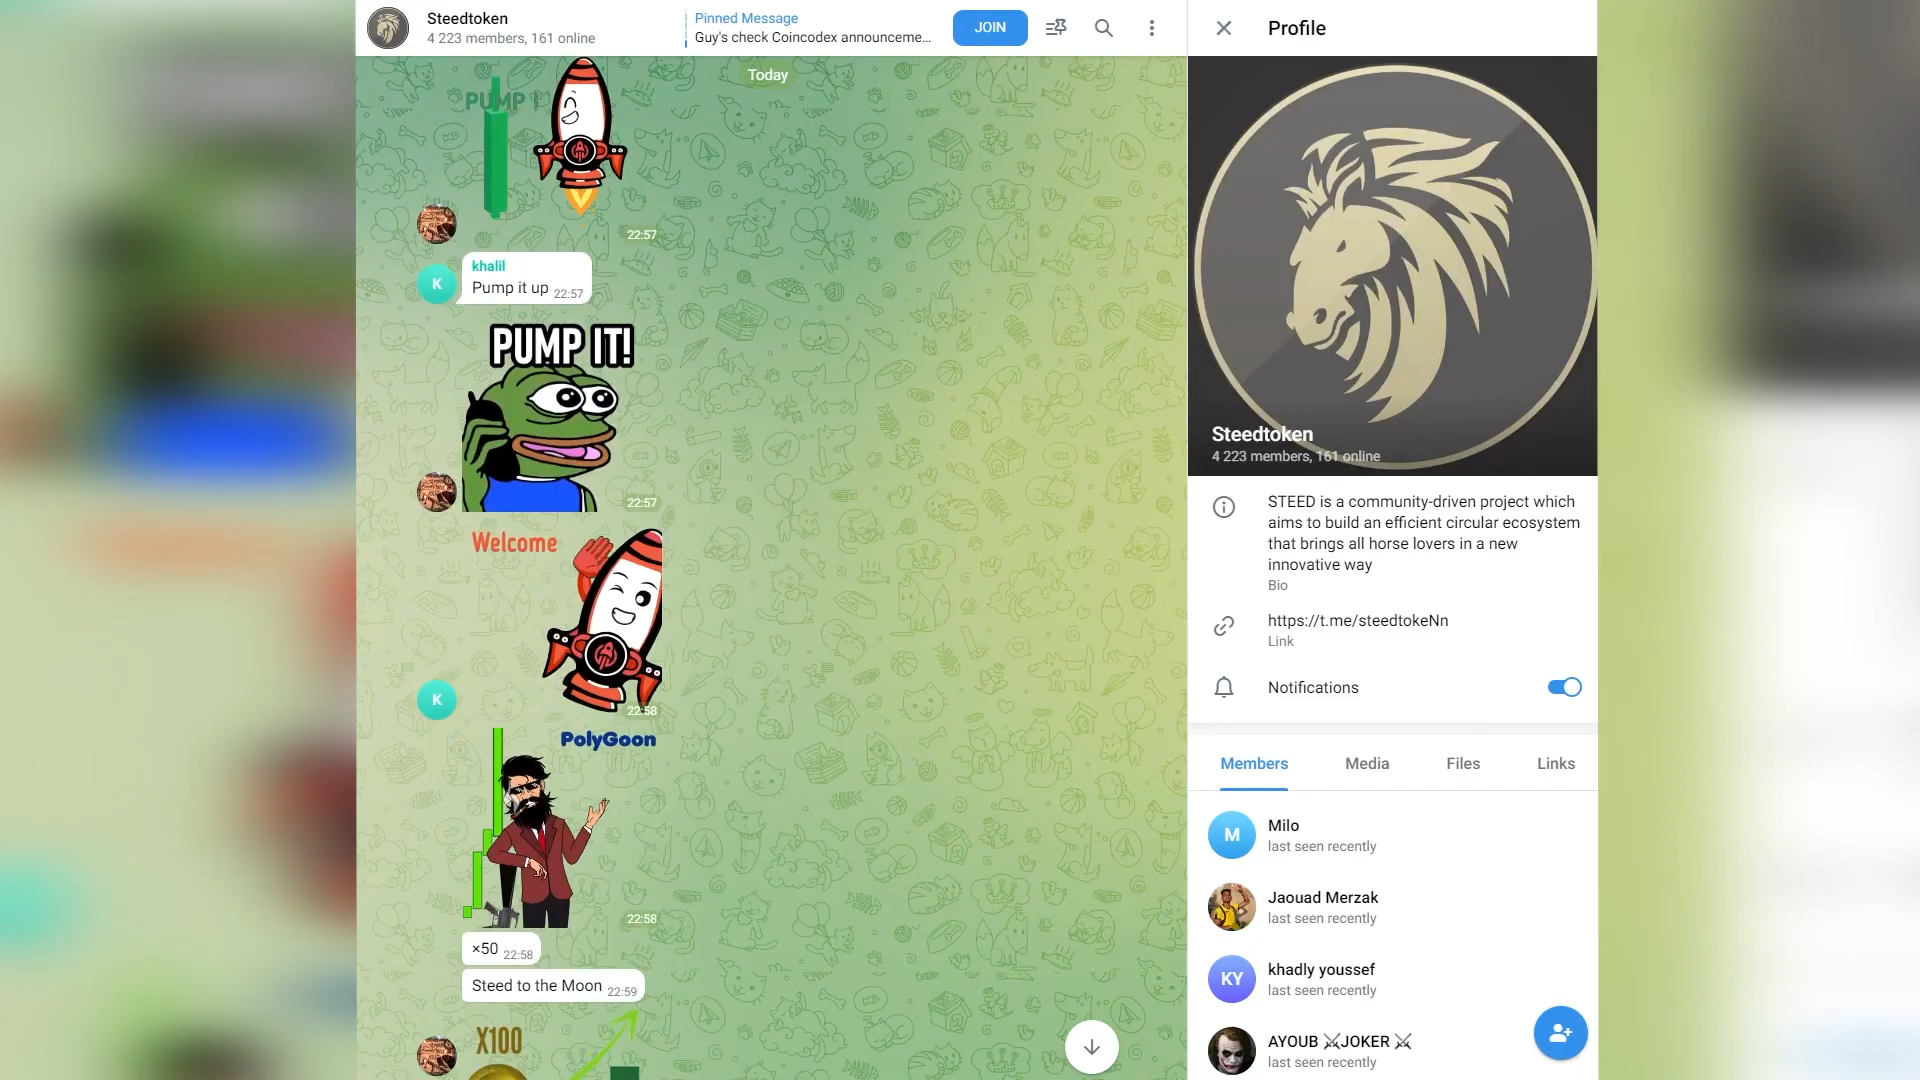 Steedtoken
4 223 members, 161 online
Pinned Message
Guy's check Coincodex announceme...
JOIN
Profile
Today
PUMP !
22:57
khalil
K
Pump it up 22:57
PUMP IT!
22:57
Welcome
K
22:58
PolyGoon
22:58
×50 22:58
Steed to the Moon 22:59
X100
Steedtoken
4 223 members, 161 online
STEED is a community-driven project which
aims to build an efficient circular ecosystem
that brings all horse lovers in a new
innovative way
Bio
https://t.me/steedtokeNn
Link
Notifications
Members
Media
Files
Links
M
Milo
last seen recently
Jaouad Merzak
last seen recently
KY
khadly youssef
last seen recently
AYOUB ⚔JOKER ⚔
last seen recently